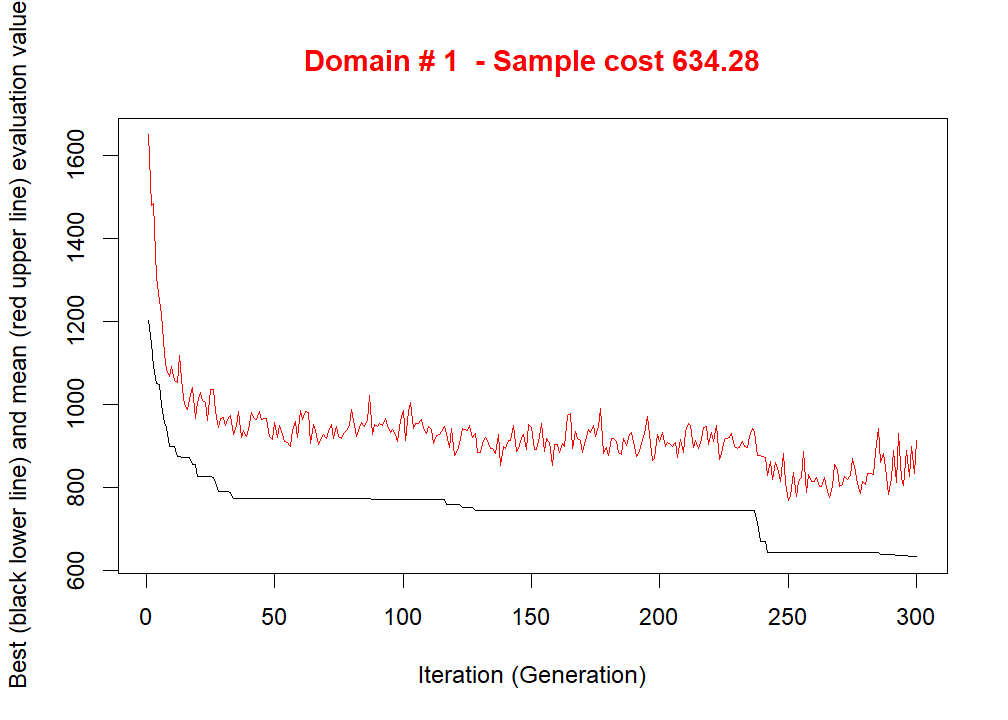 Domain # 1 - Sample cost 634.28
Best (black lower line) and mean (red upper line) evaluation value
1600
1400
1200
1000
800
600
0 50 100 150 200 250 300
Iteration (Generation)